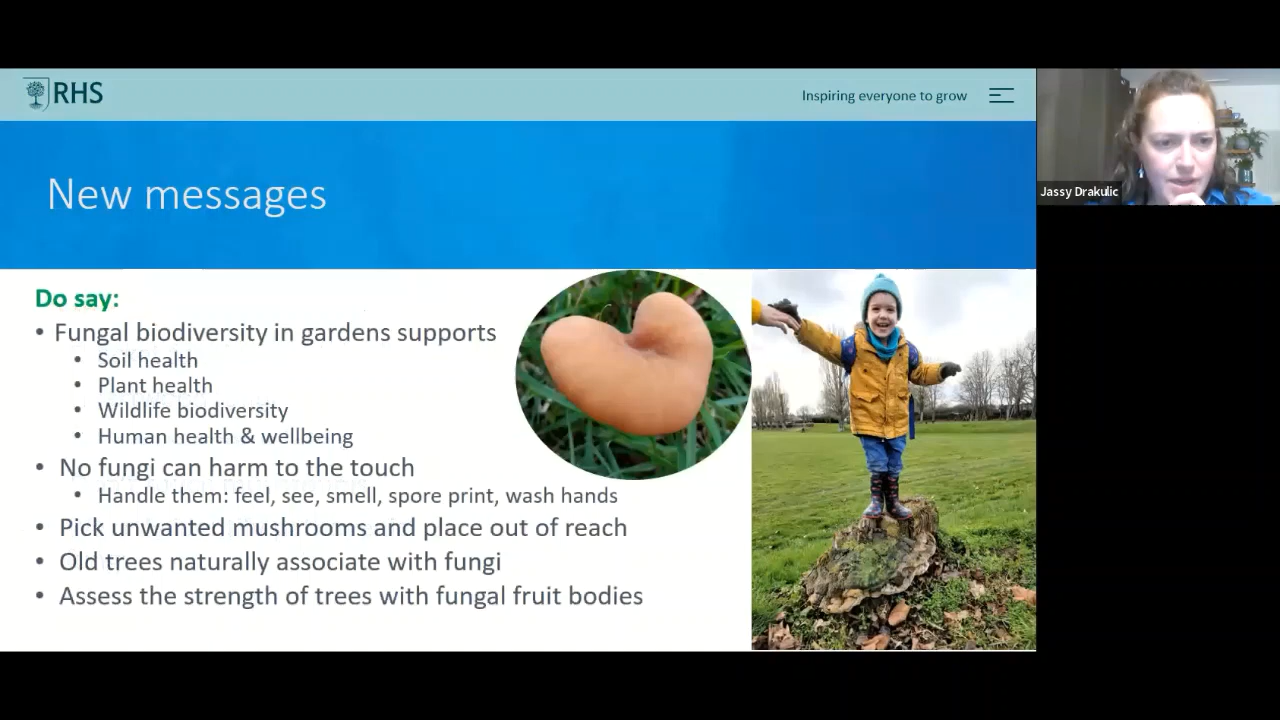 RHS
Inspiring everyone to grow
Jassy Drakulic
New messages
Do say:
• Fungal biodiversity in gardens supports
• Soil health
• Plant health
• Wildlife biodiversity
• Human health & wellbeing
• No fungi can harm to the touch
• Handle them: feel, see, smell, spore print, wash hands
• Pick unwanted mushrooms and place out of reach
• Old trees naturally associate with fungi
• Assess the strength of trees with fungal fruit bodies